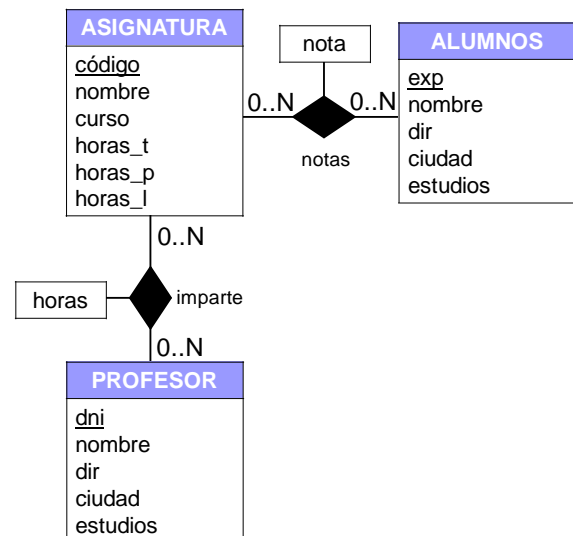 ASIGNATURA
código
nombre
curso
horas_t
horas_p
horas_l
nota
0..N
0..N
notas
ALUMNOS
exp
nombre
dir
ciudad
estudios
0..N
horas
imparte
0..N
PROFESOR
dni
nombre
dir
ciudad
estudios